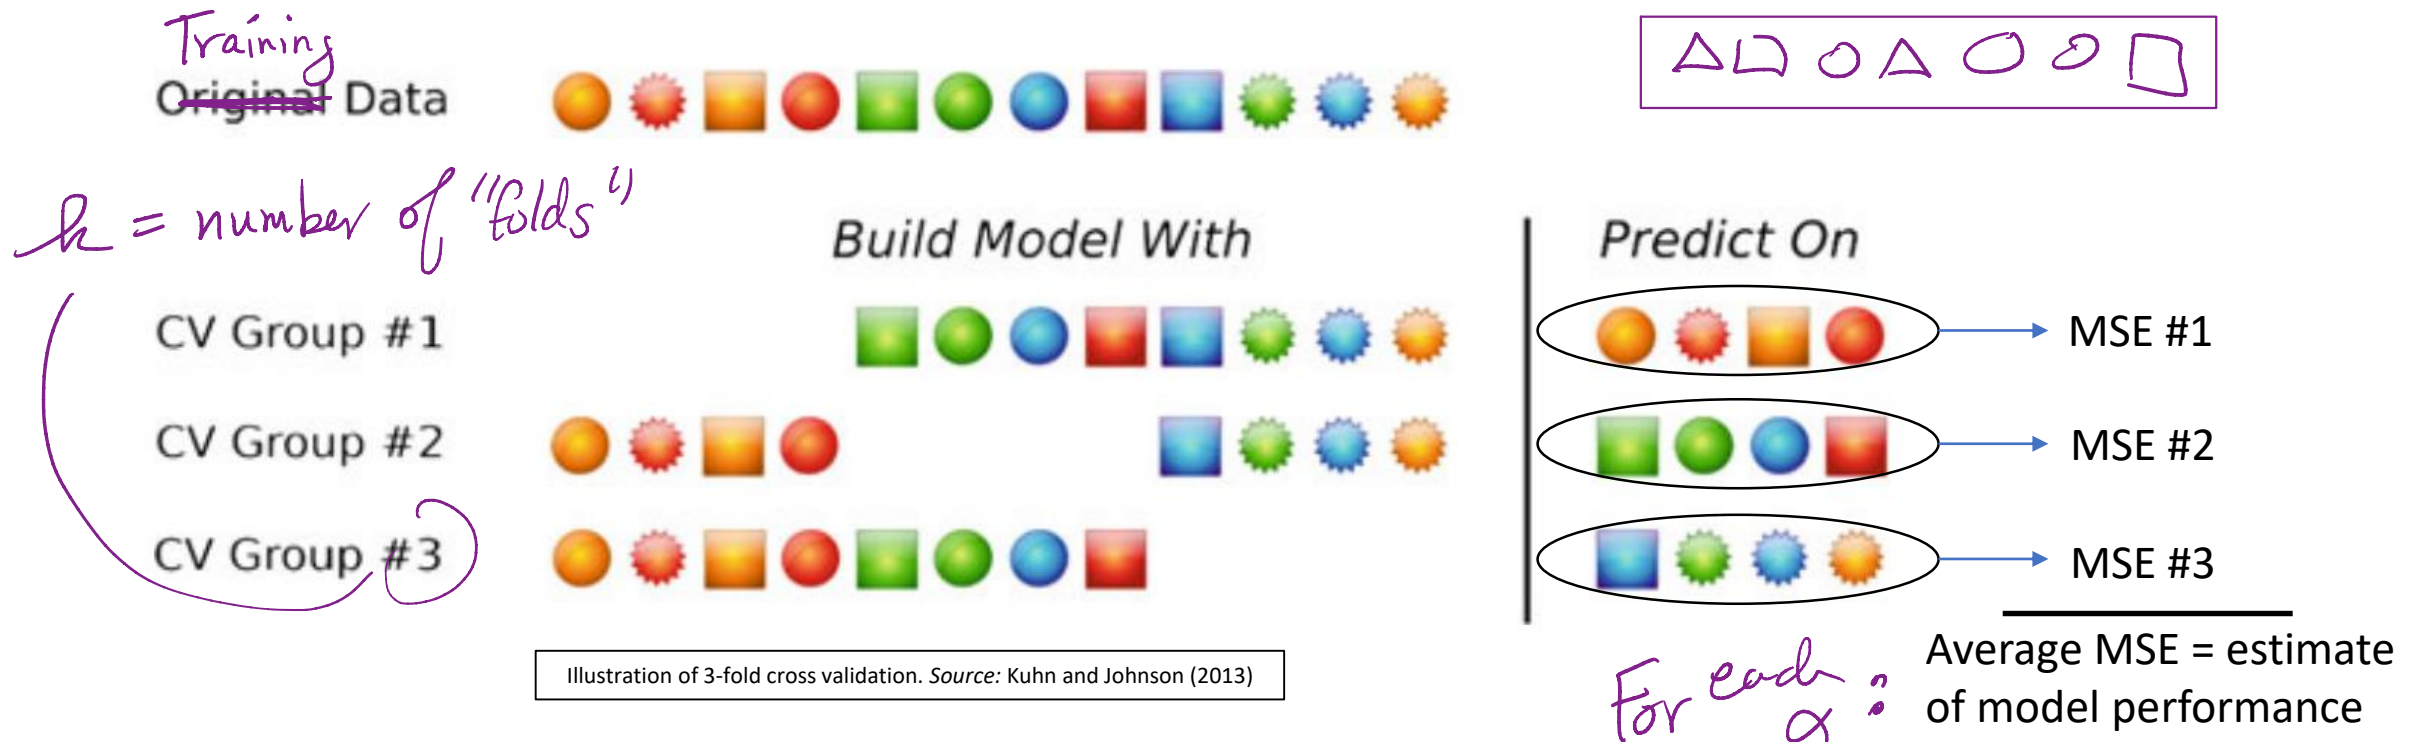 Training
Original Data
k = number of "folds"
Build Model With
Predict On
CV Group #1
MSE #1
CV Group #2
MSE #2
CV Group #3
MSE #3
Illustration of 3-fold cross validation. Source: Kuhn and Johnson (2013)
For each α :
Average MSE = estimate
of model performance